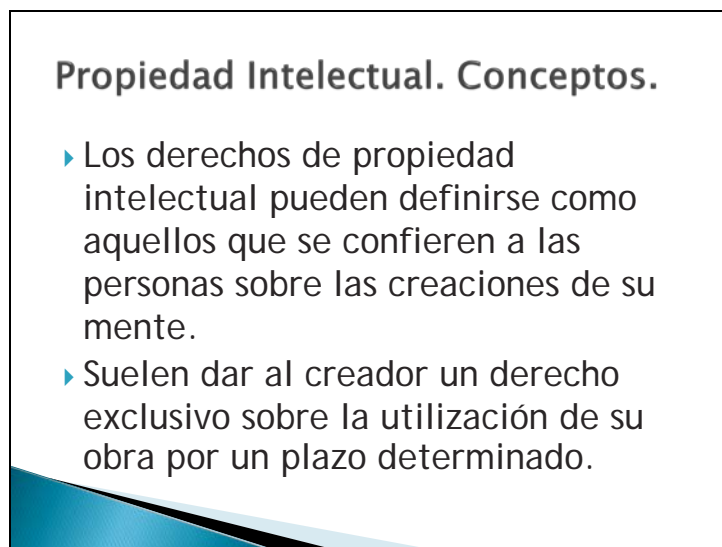 Propiedad Intelectual. Conceptos.
Los derechos de propiedad
intelectual pueden definirse como
aquellos que se confieren a las
personas sobre las creaciones de su
mente.
Suelen dar al creador un derecho
exclusivo sobre la utilización de su
obra por un plazo determinado.